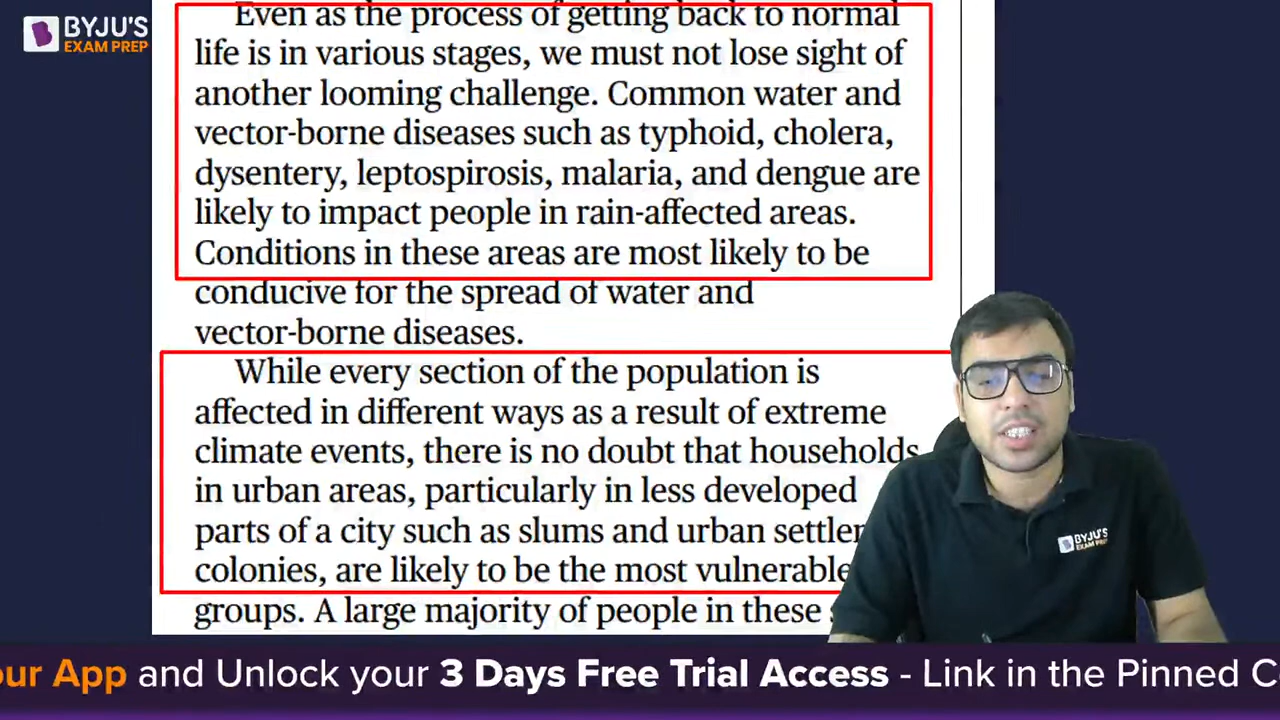 BYJU'S
EXAM PREP
Even as the process of getting back to normal
life is in various stages, we must not lose sight of
another looming challenge. Common water and
vector-borne diseases such as typhoid, cholera,
dysentery, leptospirosis, malaria, and dengue are
likely to impact people in rain-affected areas.
Conditions in these areas are most likely to be
conducive for the spread of water and
vector-borne diseases.
While every section of the population is
affected in different ways as a result of extreme
climate events, there is no doubt that households
in urban areas, particularly in less developed
parts of a city such as slums and urban settler
colonies, are likely to be the most vulnerable
groups. A large majority of people in these
BYJU'S
EXAM PREP
our App and Unlock your 3 Days Free Trial Access - Link in the Pinned Co